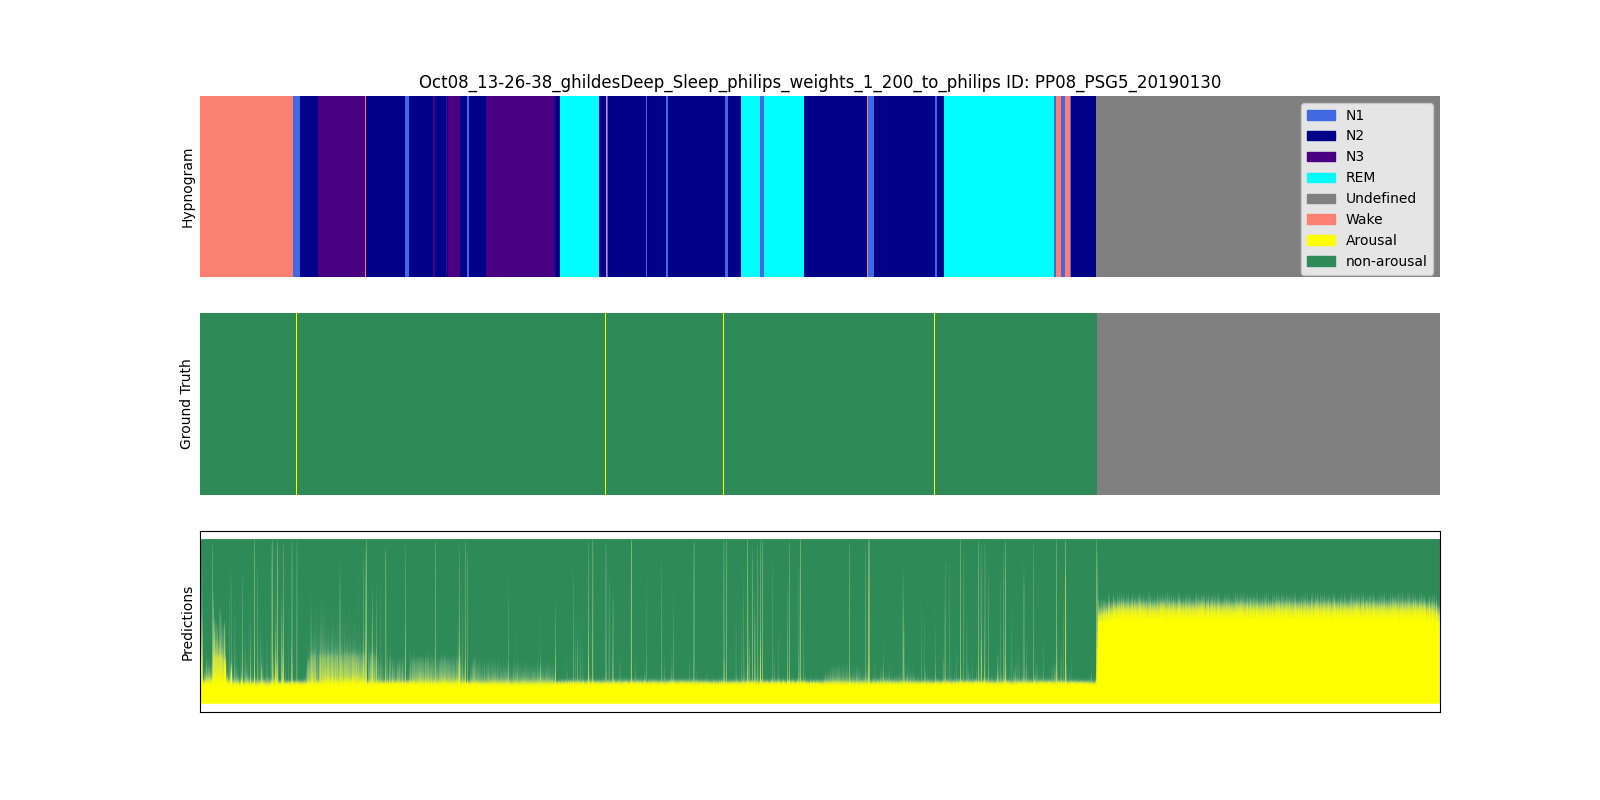 Oct08_13-26-38_ghildesDeep_Sleep_philips_weights_1_200_to_philips ID: PP08_PSG5_20190130
Hypnogram
N1
N2
N3
REM
Undefined
Wake
Arousal
non-arousal
Ground Truth
Predictions